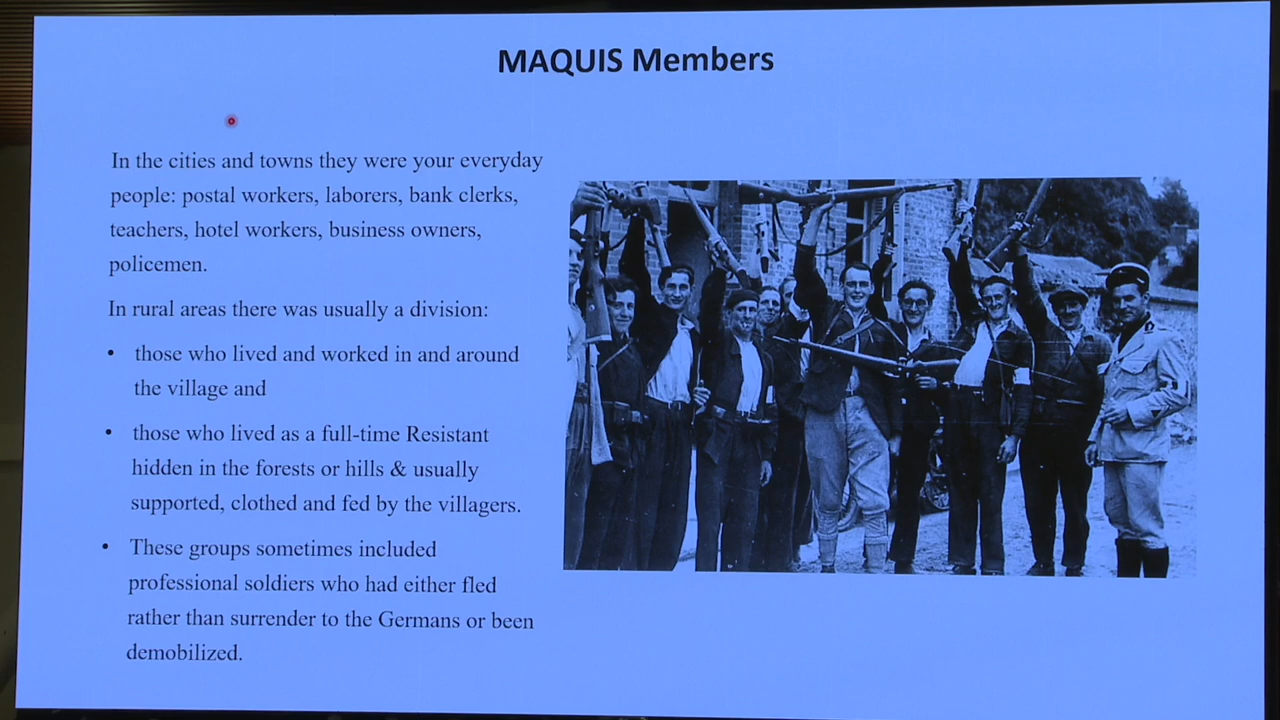 MAQUIS Members
In the cities and towns they were your everyday
people: postal workers, laborers, bank clerks,
teachers, hotel workers, business owners,
policemen.
In rural areas there was usually a division:
• those who lived and worked in and around
the village and
• those who lived as a full-time Resistant
hidden in the forests or hills & usually
supported, clothed and fed by the villagers.
• These groups sometimes included
professional soldiers who had either fled
rather than surrender to the Germans or been
demobilized.